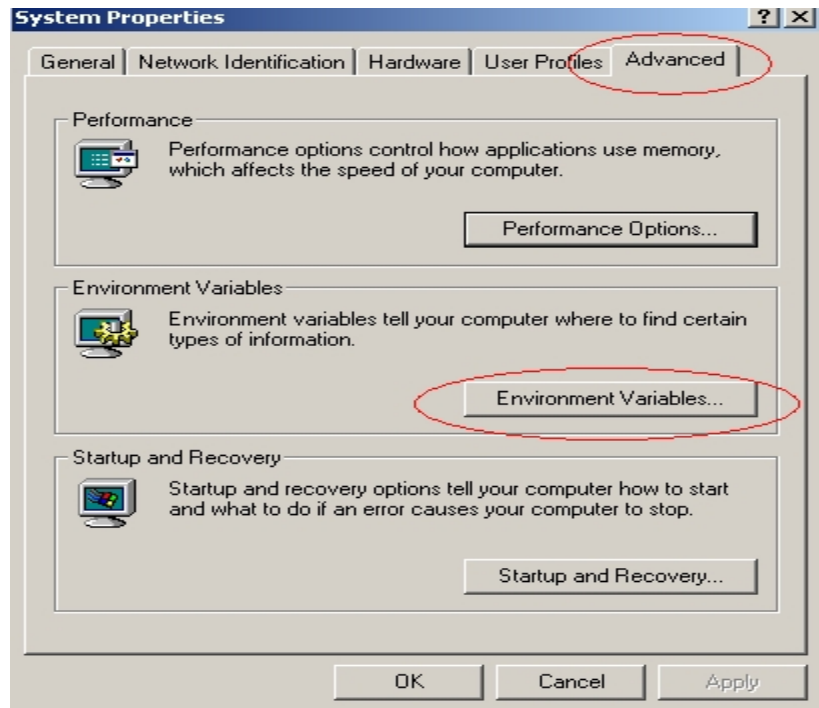 System Properties
General
Network Identification
Hardware
User Profiles
Advanced
Performance
Performance options control how applications use memory,
which affects the speed of your computer.
Performance Options...
Environment Variables
Environment variables tell your computer where to find certain
types of information.
Environment Variables...
Startup and Recovery
Startup and recovery options tell your computer how to start
and what to do if an error causes your computer to stop.
Startup and Recovery...
OK
Cancel
Apply